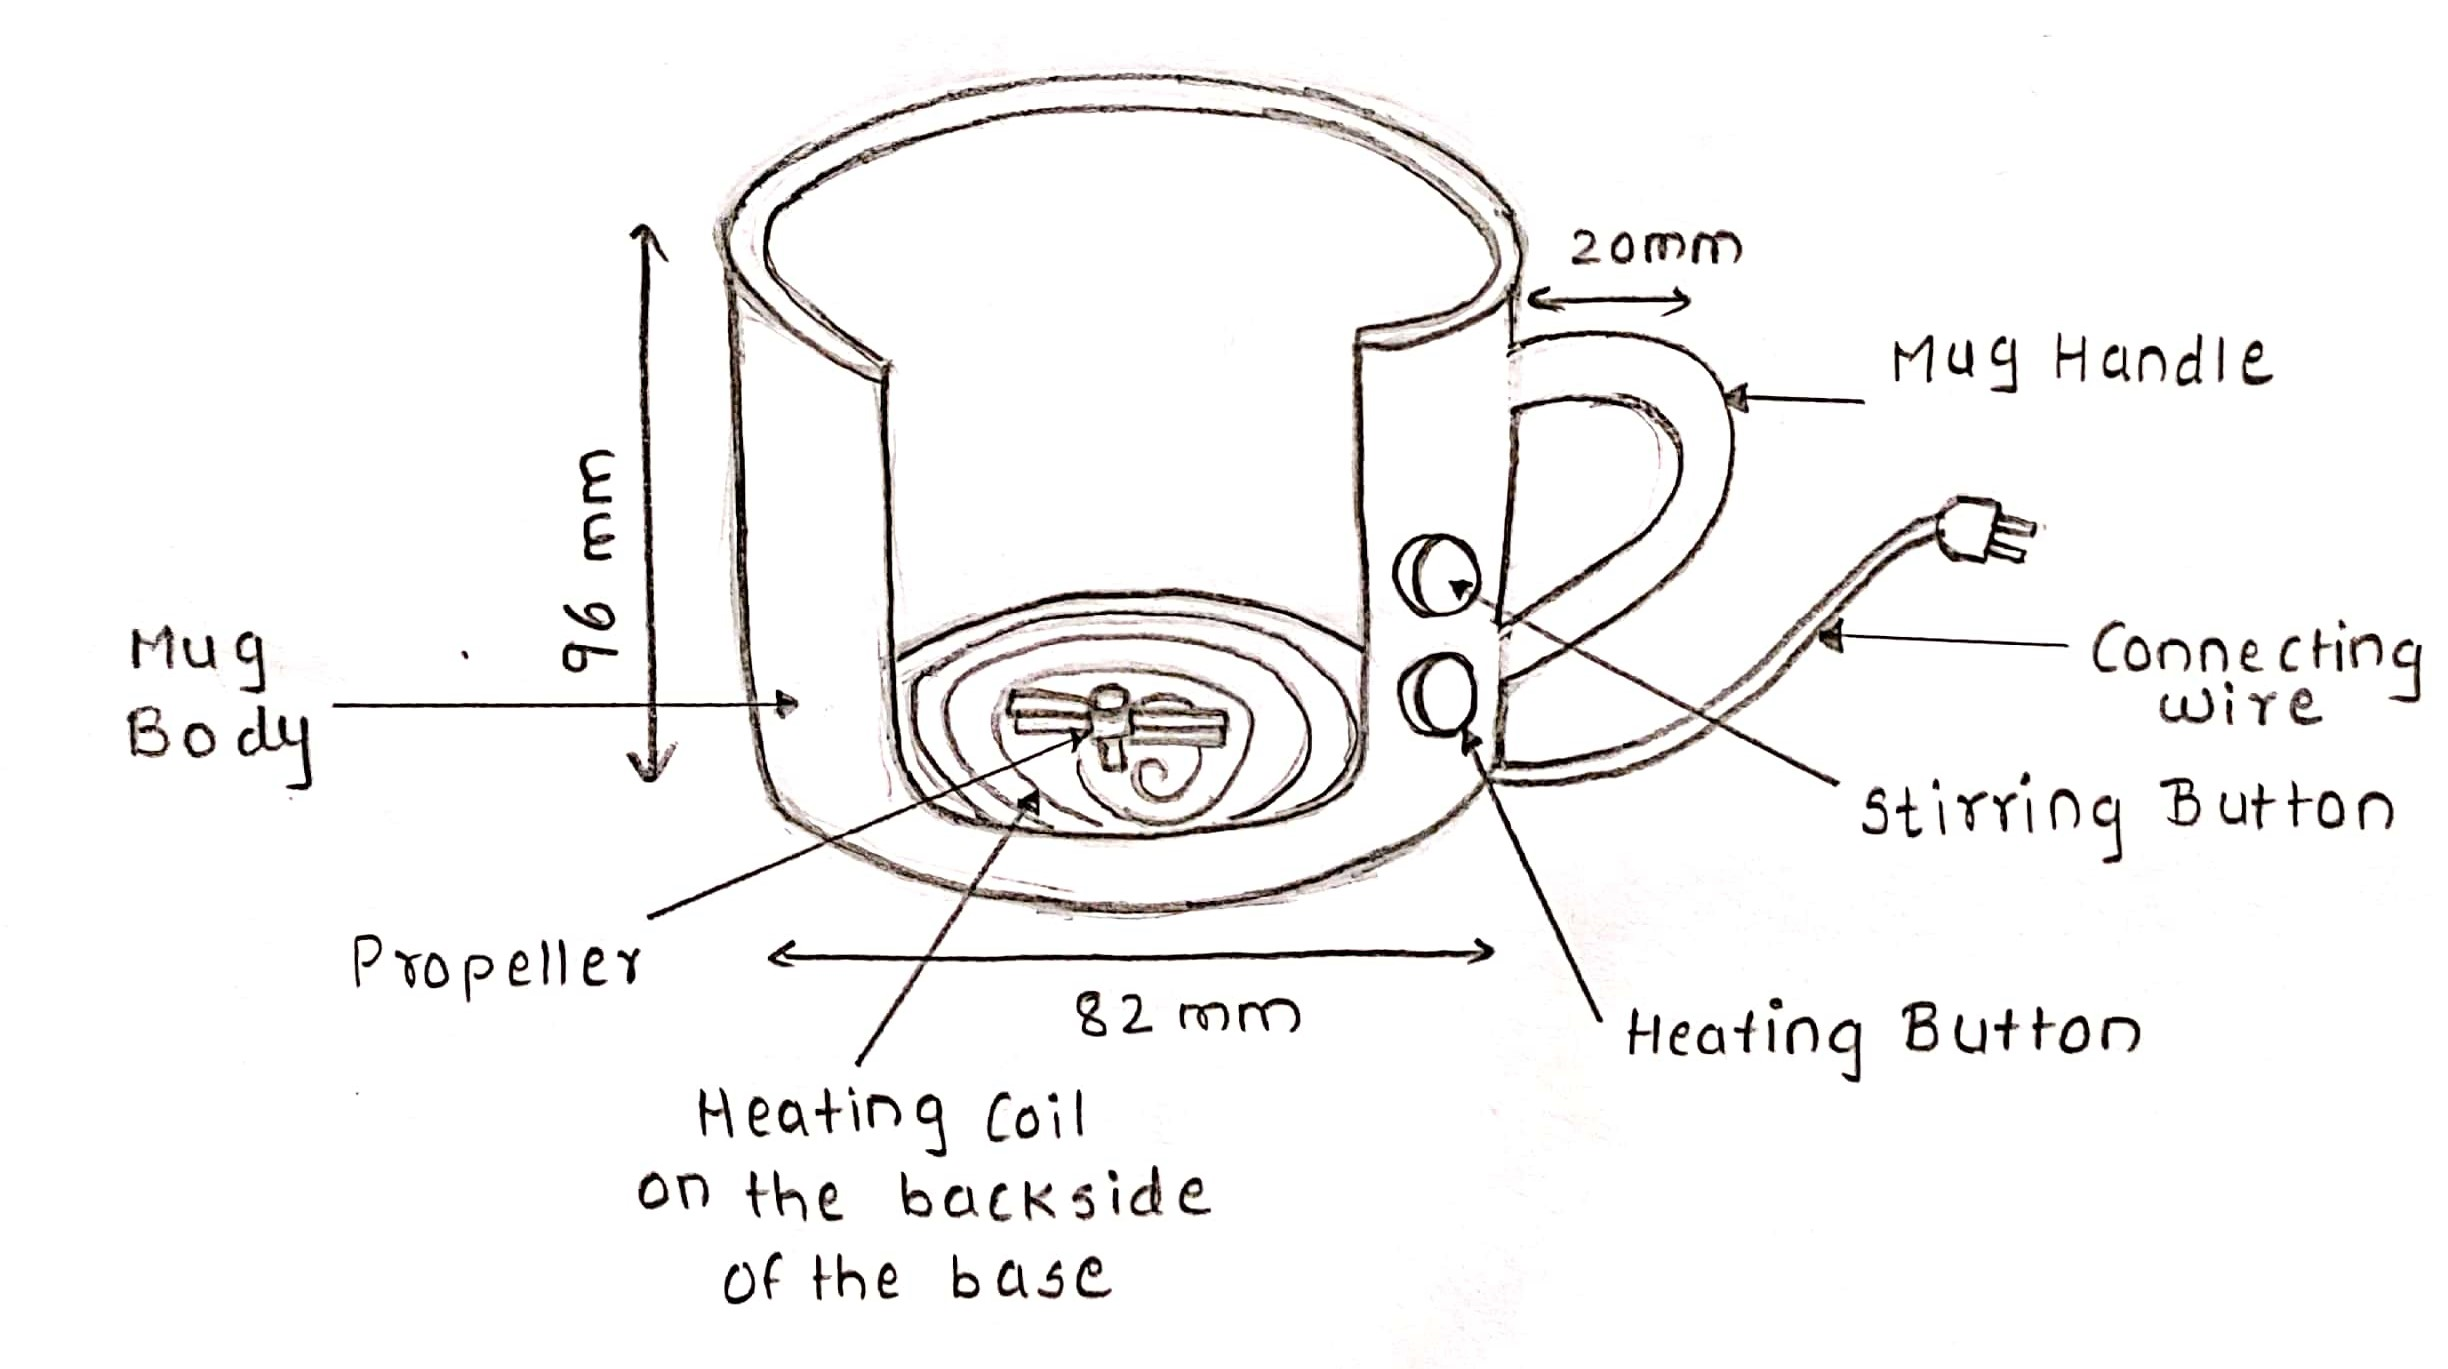 20mm
Mug Handle
96 mm
Mug
Body
Connecting
wire
Stirring Button
Propeller
82 mm
Heating Button
Heating Coil
on the backside
of the base